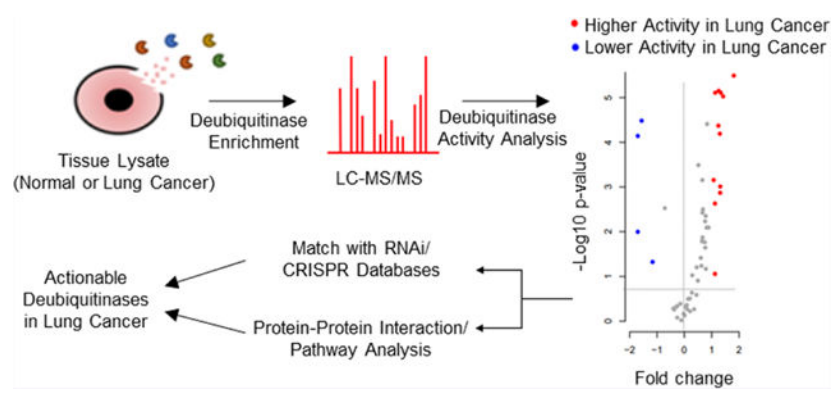 Higher Activity in Lung Cancer
Lower Activity in Lung Cancer
Deubiquitinase
Enrichment
Deubiquitinase
Activity Analysis
Tissue Lysate
(Normal or Lung Cancer)
LC-MS/MS
-Log10 p-value
5
4
3
2
1
0
-2
-1
0
1
2
Fold change
Match with RNAi/
CRISPR Databases
Actionable
Deubiquitinases
in Lung Cancer
Protein-Protein Interaction/
Pathway Analysis